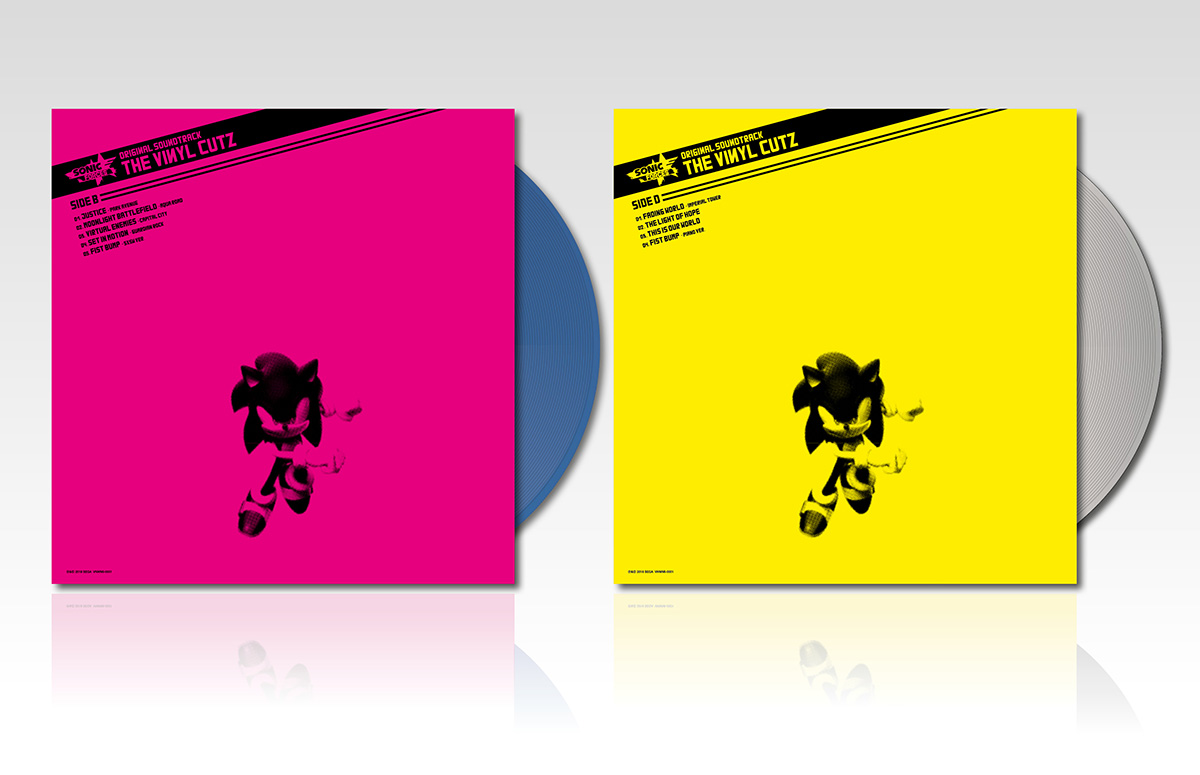 SONIC
FORCES
ORIGINAL SOUNDTRACK
THE VINYL CUTZ
SIDE B
01. JUSTICE - PARK AVENUE
02. MOONLIGHT BATTLEFIELD - AQUA ROAD
03. VIRTUAL ENEMIES - CAPITAL CITY
04. SET IN MOTION - GUARDIAN ROCK
05. FIST BUMP -
SONIC
FORCES
ORIGINAL SOUNDTRACK
THE VINYL CUTZ
SIDE D
01. FADING WORLD - IMPERIAL TOWER
02. THE LIGHT OF HOPE
03. THIS IS OUR WORLD
04. FIST BUMP - PIANO VER